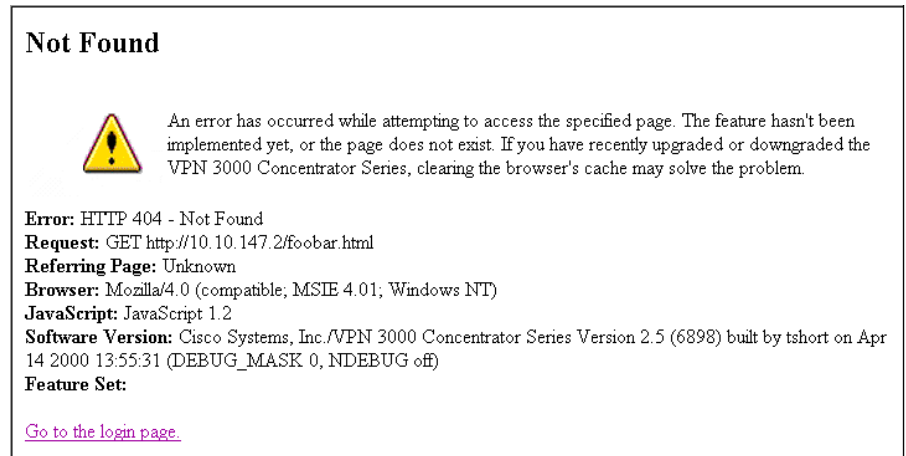 Not Found
An error has occurred while attempting to access the specified page. The feature hasn't been
implemented yet, or the page does not exist. If you have recently upgraded or downgraded the
VPN 3000 Concentrator Series, clearing the browser's cache may solve the problem.
Error: HTTP 404 - Not Found
Request: GET http://10.10.147.2/foobar.html
Referring Page: Unknown
Browser: Mozilla/4.0 (compatible; MSIE 4.01; Windows NT)
JavaScript: JavaScript 1.2
Software Version: Cisco Systems, Inc./VPN 3000 Concentrator Series Version 2.5 (6898) built by tshort on Apr
14 2000 13:55:31 (DEBUG_MASK 0, NDEBUG off)
Feature Set:
Go to the login page.